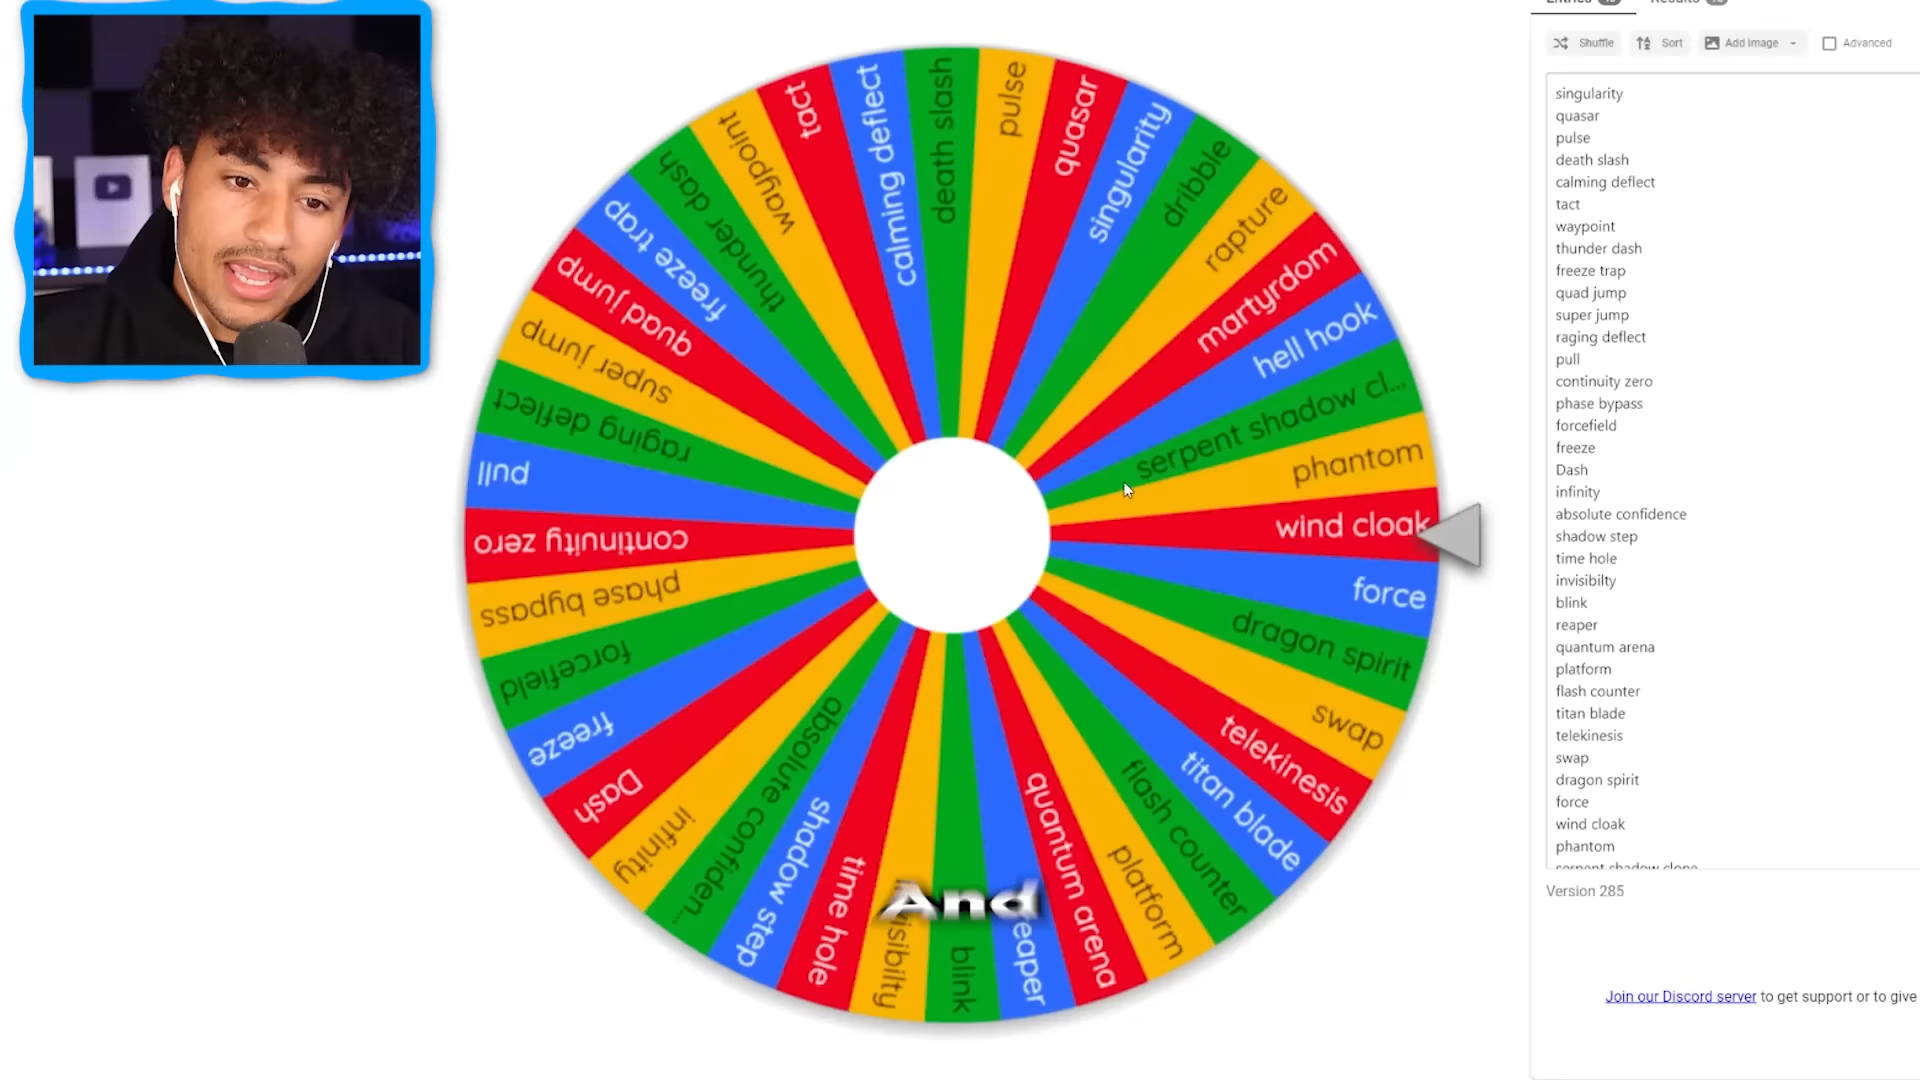 Entries
Results
Shuffle
Sort
Add image
Advanced
tact
calming deflect
death slash
pulse
quasar
singularity
dribble
rapture
martyrdom
hell hook
serpent shadow cl...
phantom
wind cloak
force
dragon spirit
swap
telekinesis
titan blade
flash counter
platform
quantum arena
eaper
blink
isibilty
time hole
shadow step
absolute confiden...
infinity
Dash
freeze
forcefield
phase bypass
continuity zero
pull
raging deflect
super jump
quad jump
freeze trap
thunder dash
waypoint
And
singularity
quasar
pulse
death slash
calming deflect
tact
waypoint
thunder dash
freeze trap
quad jump
super jump
raging deflect
pull
continuity zero
phase bypass
forcefield
freeze
Dash
infinity
absolute confidence
shadow step
time hole
invisibilty
blink
reaper
quantum arena
platform
flash counter
titan blade
telekinesis
swap
dragon spirit
force
wind cloak
phantom
serpent shadow clone
Version 285
Join our Discord server to get support or to give